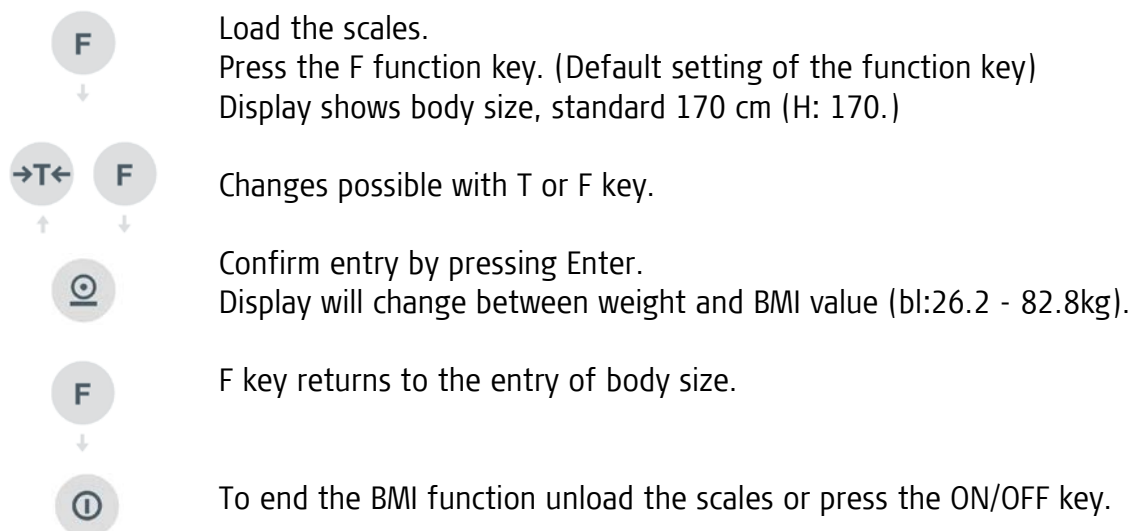 F
Load the scales.
Press the F function key. (Default setting of the function key)
Display shows body size, standard 170 cm (H: 170.)
→T← F
Changes possible with T or F key.
Confirm entry by pressing Enter.
Display will change between weight and BMI value (bl:26.2 - 82.8kg).
F
F key returns to the entry of body size.
To end the BMI function unload the scales or press the ON/OFF key.